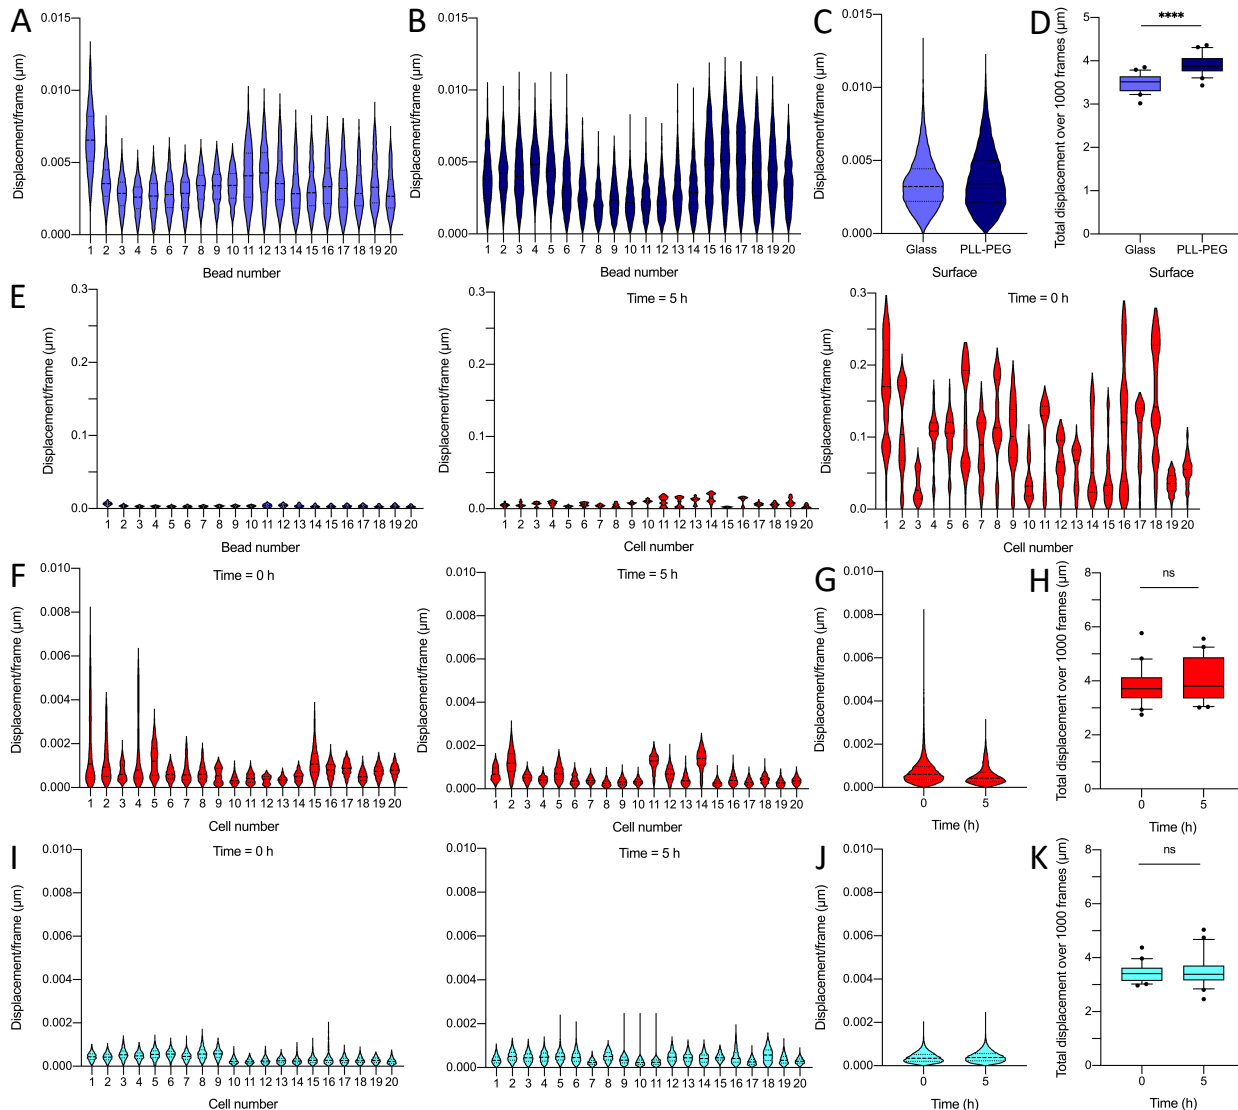 A
Displacement/frame (µm)
0.015
0.010
0.005
0.000
1 2 3 4 5 6 7 8 9 10 11 12 13 14 15 16 17 18 19 20
Bead number
B
Displacement/frame (µm)
0.015
0.010
0.005
0.000
1 2 3 4 5 6 7 8 9 10 11 12 13 14 15 16 17 18 19 20
Bead number
C
Displacement/frame (µm)
0.015
0.010
0.005
0.000
Glass PLL-PEG
Surface
D
Total displacement over 1000 frames (µm)
5
4
3
2
1
0
****
Glass PLL-PEG
Surface
E
Displacement/frame (µm)
0.3
0.2
0.1
0.0
1 2 3 4 5 6 7 8 9 10 11 12 13 14 15 16 17 18 19 20
Bead number
Time = 5 h
Displacement/frame (µm)
0.3
0.2
0.1
0.0
1 2 3 4 5 6 7 8 9 10 11 12 13 14 15 16 17 18 19 20
Cell number
Time = 0 h
Displacement/frame (µm)
0.3
0.2
0.1
0.0
1 2 3 4 5 6 7 8 9 10 11 12 13 14 15 16 17 18 19 20
Cell number
F
Time = 0 h
Displacement/frame (µm)
0.010
0.008
0.006
0.004
0.002
0.000
1 2 3 4 5 6 7 8 9 10 11 12 13 14 15 16 17 18 19 20
Cell number
Time = 5 h
Displacement/frame (µm)
0.010
0.008
0.006
0.004
0.002
0.000
1 2 3 4 5 6 7 8 9 10 11 12 13 14 15 16 17 18 19 20
Cell number
G
Displacement/frame (µm)
0.010
0.008
0.006
0.004
0.002
0.000
0 5
Time (h)
H
Total displacement over 1000 frames (µm)
8
6
4
2
0
ns
0 5
Time (h)
I
Time = 0 h
Displacement/frame (µm)
0.010
0.008
0.006
0.004
0.002
0.000
1 2 3 4 5 6 7 8 9 10 11 12 13 14 15 16 17 18 19 20
Cell number
Time = 5 h
Displacement/frame (µm)
0.010
0.008
0.006
0.004
0.002
0.000
1 2 3 4 5 6 7 8 9 10 11 12 13 14 15 16 17 18 19 20
Cell number
J
Displacement/frame (µm)
0.010
0.008
0.006
0.004
0.002
0.000
0 5
Time (h)
K
Total displacement over 1000 frames (µm)
8
6
4
2
0
ns
0 5
Time (h)